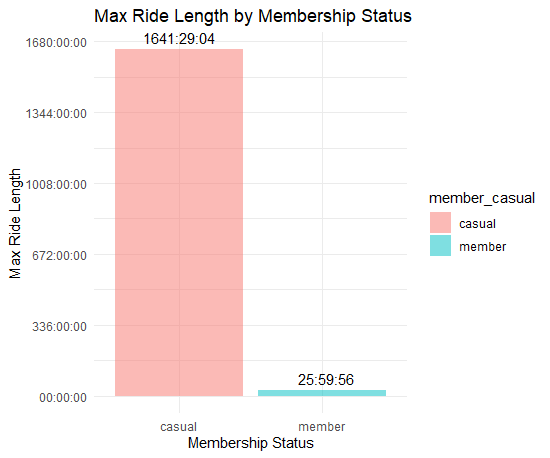 Max Ride Length by Membership Status
1641:29:04
1680:00:00
1344:00:00
1008:00:00
672:00:00
336:00:00
00:00:00
Max Ride Length
25:59:56
casual
member
Membership Status
member_casual
casual
member